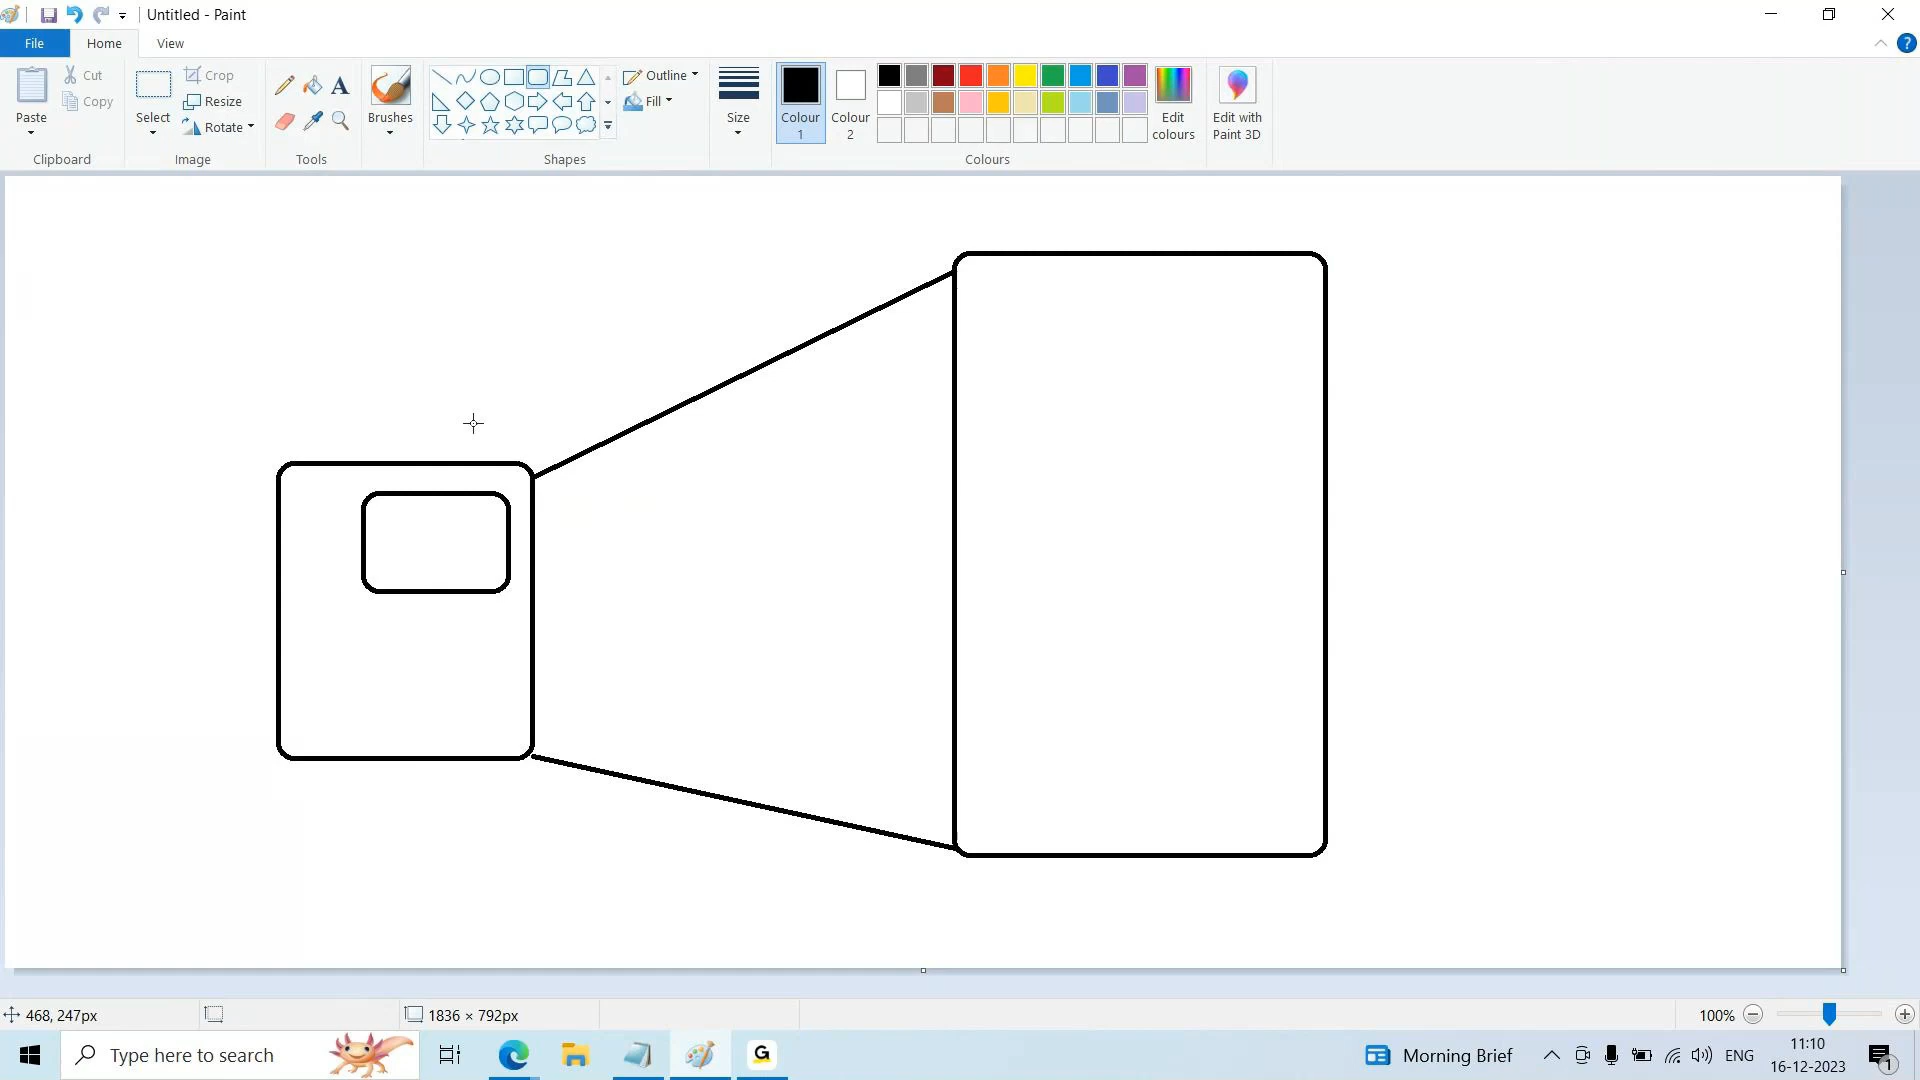 Untitled - Paint
File Home View
Paste
Cut
Copy
Clipboard
Select
Crop
Resize
Rotate
Image
Tools
Brushes
Shapes
Outline
Fill
Size
Colour 1
Colour 2
Edit colours
Colours
Edit with Paint 3D
468, 247px
1836 × 792px
100%
Type here to search
G
Morning Brief
ENG
11:10
16-12-2023
1